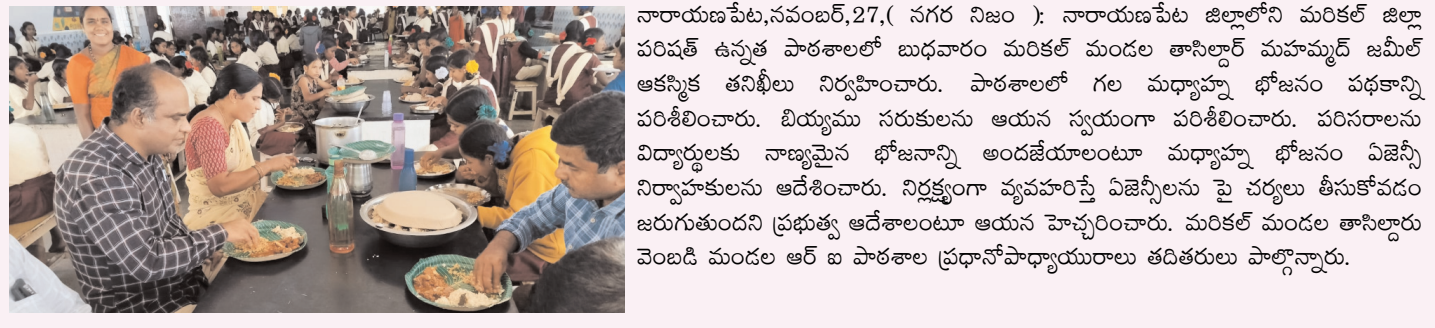 నారాయణపేట,నవంబర్,27,( నగర నిజం ): నారాయణపేట జిల్లాలోని మరికల్ జిల్లా
పరిషత్ ఉన్నత పాఠశాలలో బుధవారం మరికల్ మండల తాసిల్దార్ మహమ్మద్ జమీల్
ఆకస్మిక తనిఖీలు నిర్వహించారు. పాఠశాలలో గల మధ్యాహ్న భోజనం పథకాన్ని
పరిశీలించారు. బియ్యము సరుకులను ఆయన స్వయంగా పరిశీలించారు. పరిసరాలను
విద్యార్థులకు నాణ్యమైన భోజనాన్ని అందజేయాలంటూ మధ్యాహ్న భోజనం ఏజెన్సీ
నిర్వాహకులను ఆదేశించారు. నిర్లక్ష్యంగా వ్యవహరిస్తే ఏజెన్సీలను పై చర్యలు తీసుకోవడం
జరుగుతుందని ప్రభుత్వ ఆదేశాలంటూ ఆయన హెచ్చరించారు. మరికల్ మండల తాసిల్దారు
వెంబడి మండల ఆర్ ఐ పాఠశాల ప్రధానోపాధ్యాయురాలు తదితరులు పాల్గొన్నారు.